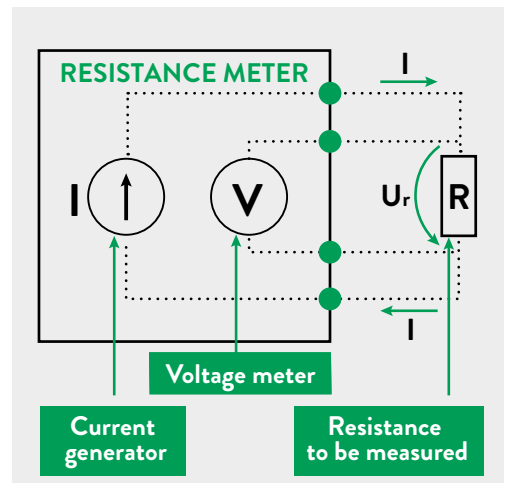 RESISTANCE METER
I
I
V
Ur
R
I
Voltage meter
Current
generator
Resistance
to be measured